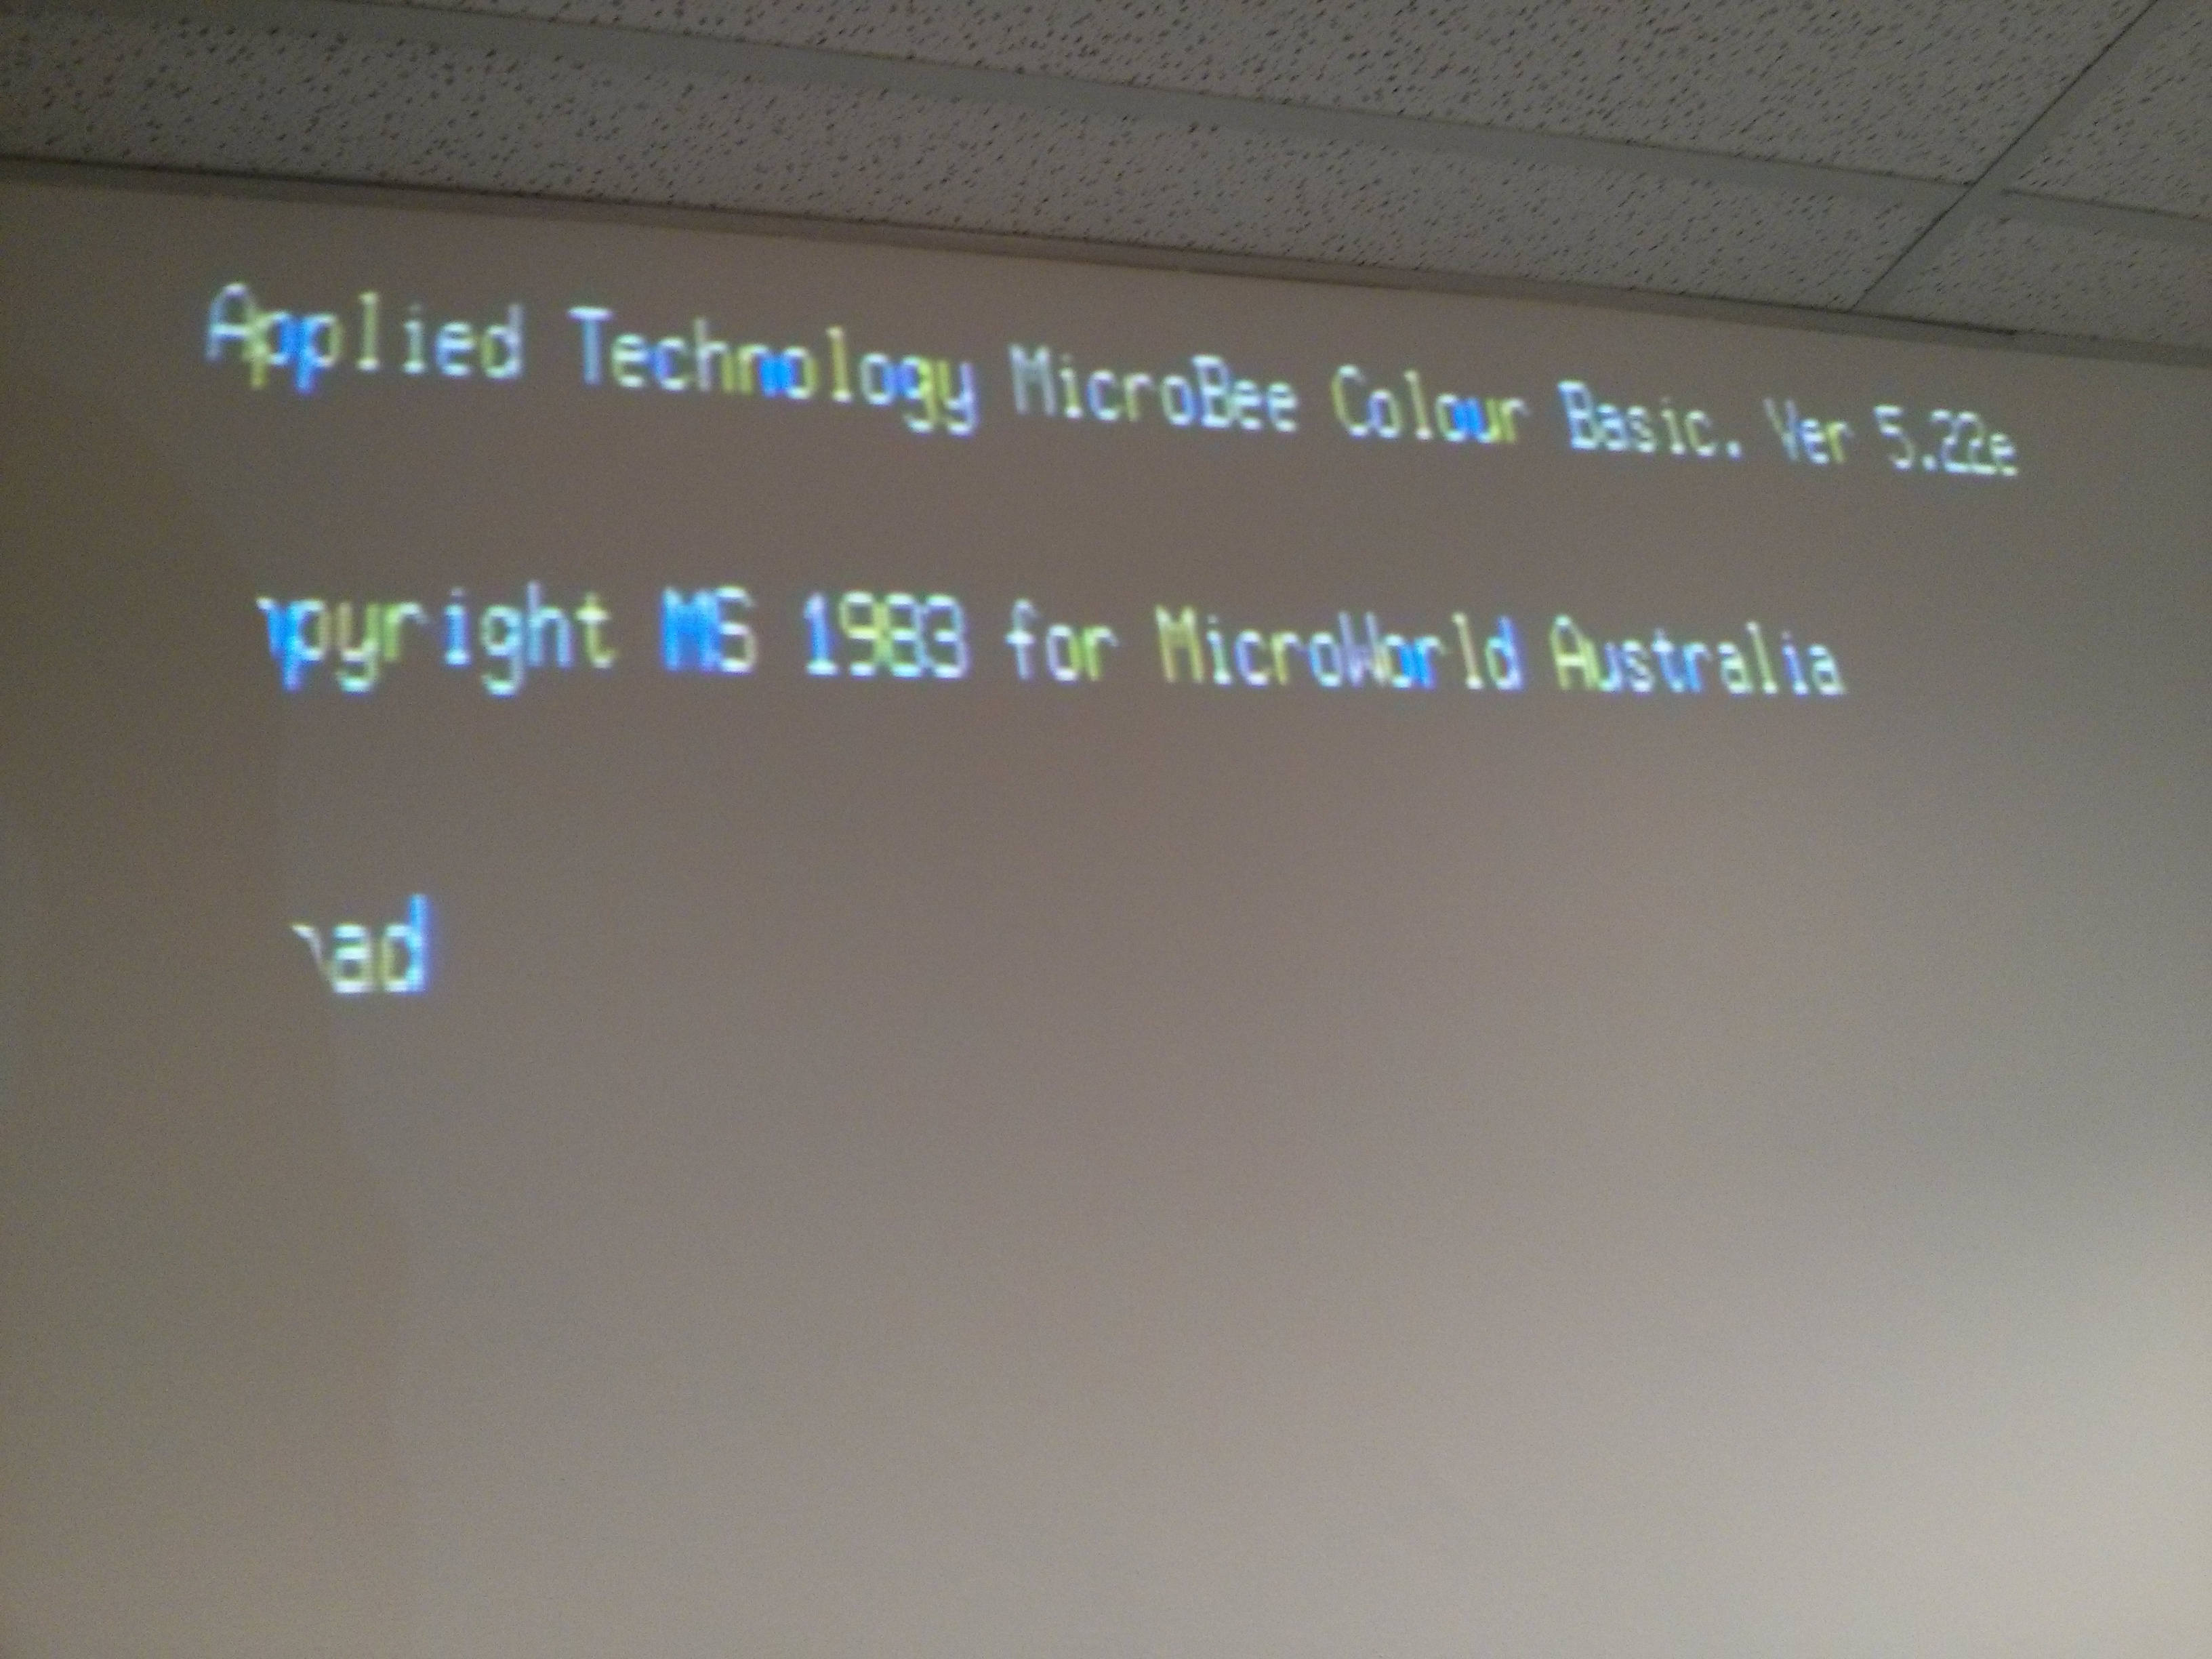 Applied Technology MicroBee Colour Basic. Ver 5.22e
pyright MS 1983 for MicroWorld Australia
ad